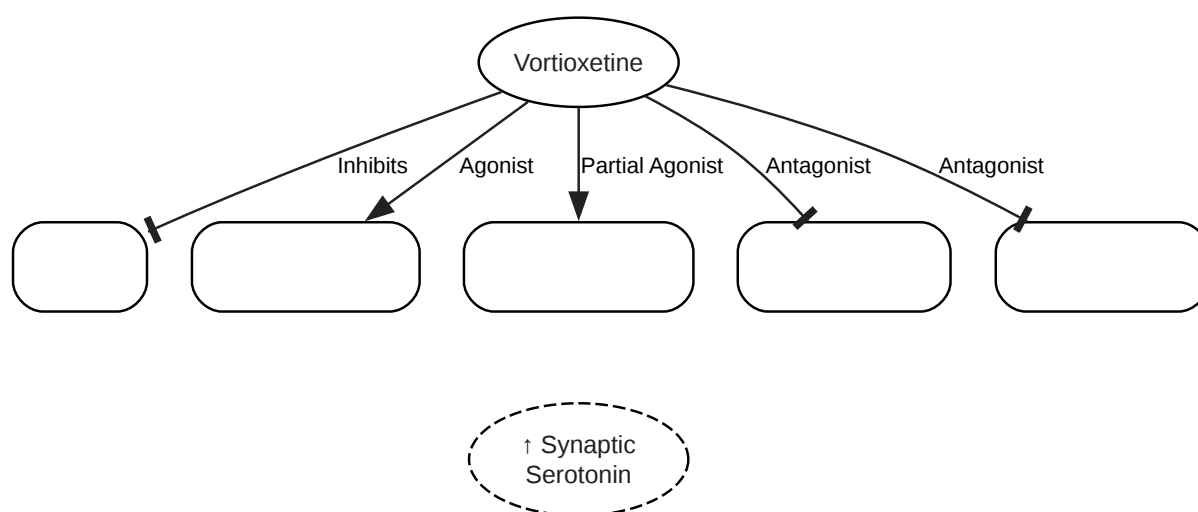 Vortioxetine
Inhibits
Agonist
Partial Agonist
Antagonist
Antagonist
↑ Synaptic
Serotonin